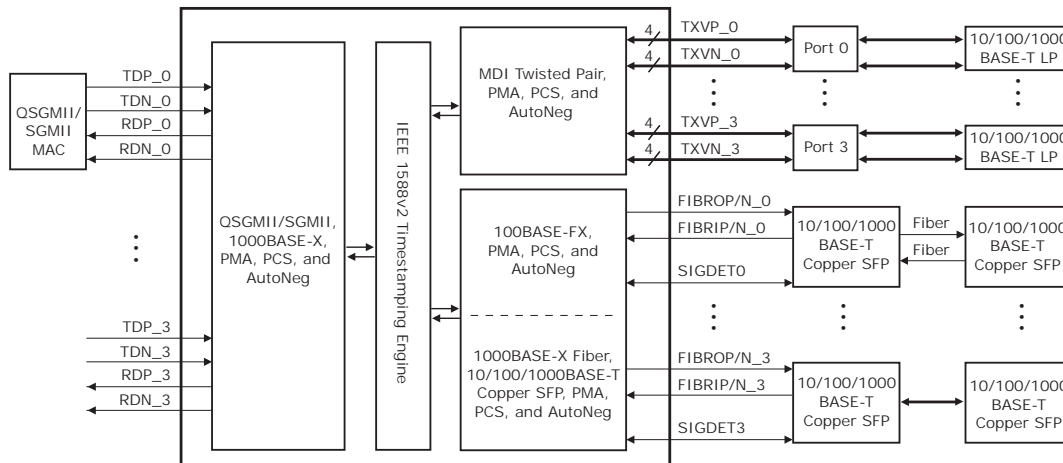 QSGMII/
SGMII
MAC
TDP_0
TDN_0
RDP_0
RDN_0
TDP_3
TDN_3
RDP_3
RDN_3
QSGMII/SGMII,
1000BASE-X,
PMA, PCS, and
AutoNeg
IEEE 1588v2 Timestamping Engine
MDI Twisted Pair,
PMA, PCS, and
AutoNeg
100BASE-FX,
PMA, PCS, and
AutoNeg
1000BASE-X Fiber,
10/100/1000BASE-T
Copper SFP, PMA,
PCS, and AutoNeg
4 TXVP_0
4 TXVN_0
4 TXVP_3
4 TXVN_3
Port 0
Port 3
10/100/1000
BASE-T LP
10/100/1000
BASE-T LP
FIBROP/N_0
FIBRIP/N_0
SIGDET0
10/100/1000
BASE-T
Copper SFP
Fiber
Fiber
10/100/1000
BASE-T
Copper SFP
FIBROP/N_3
FIBRIP/N_3
SIGDET3
10/100/1000
BASE-T
Copper SFP
10/100/1000
BASE-T
Copper SFP